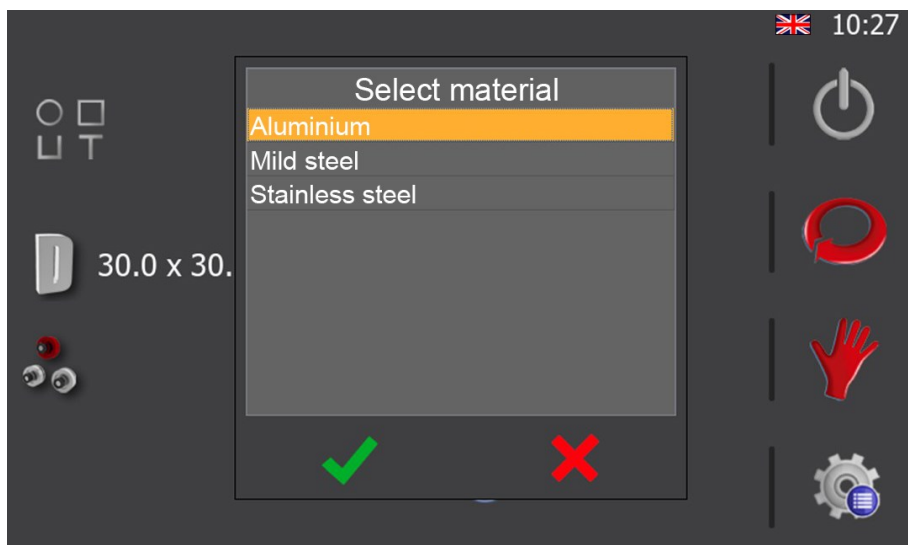 10:27
Select material
Aluminium
Mild steel
Stainless steel
30.0 x 30.